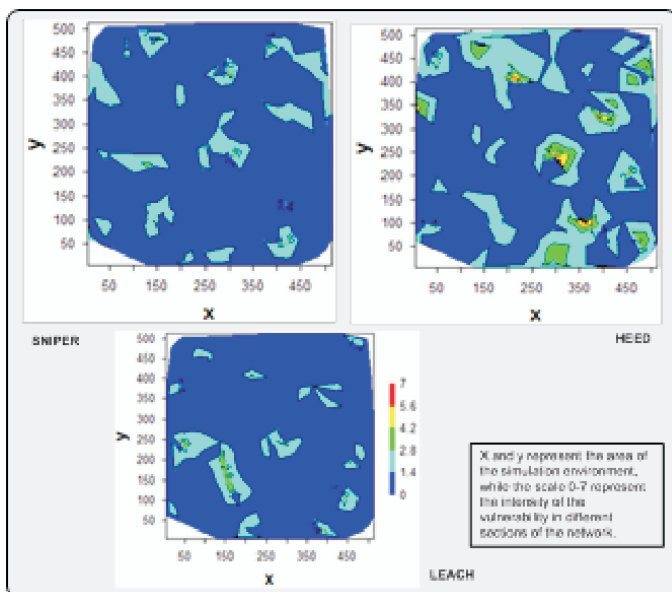 500
450
400
350
300
250
200
150
100
50
y
50 150 250 350 450
x
SNIPER
500
450
400
350
300
250
200
150
100
50
y
50 150 250 350 450
x
HEED
500
450
400
350
300
250
200
150
100
50
y
50 150 250 350 450
x
7
5.6
4.2
2.8
1.4
0
LEACH
X and y represent the area of
the simulation environment,
while the scale 0-7 represent
the intensity of the
vulnerability in different
sections of the network.